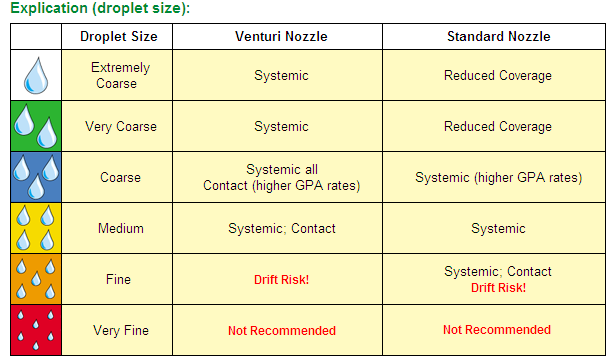 Explication (droplet size):
Droplet Size Venturi Nozzle Standard Nozzle
Extremely
Coarse
Systemic
Reduced Coverage
Very Coarse
Systemic
Reduced Coverage
Coarse
Systemic all
Contact (higher GPA rates)
Systemic (higher GPA rates)
Medium
Systemic; Contact
Systemic
Fine
Drift Risk!
Systemic; Contact
Drift Risk!
Very Fine
Not Recommended
Not Recommended